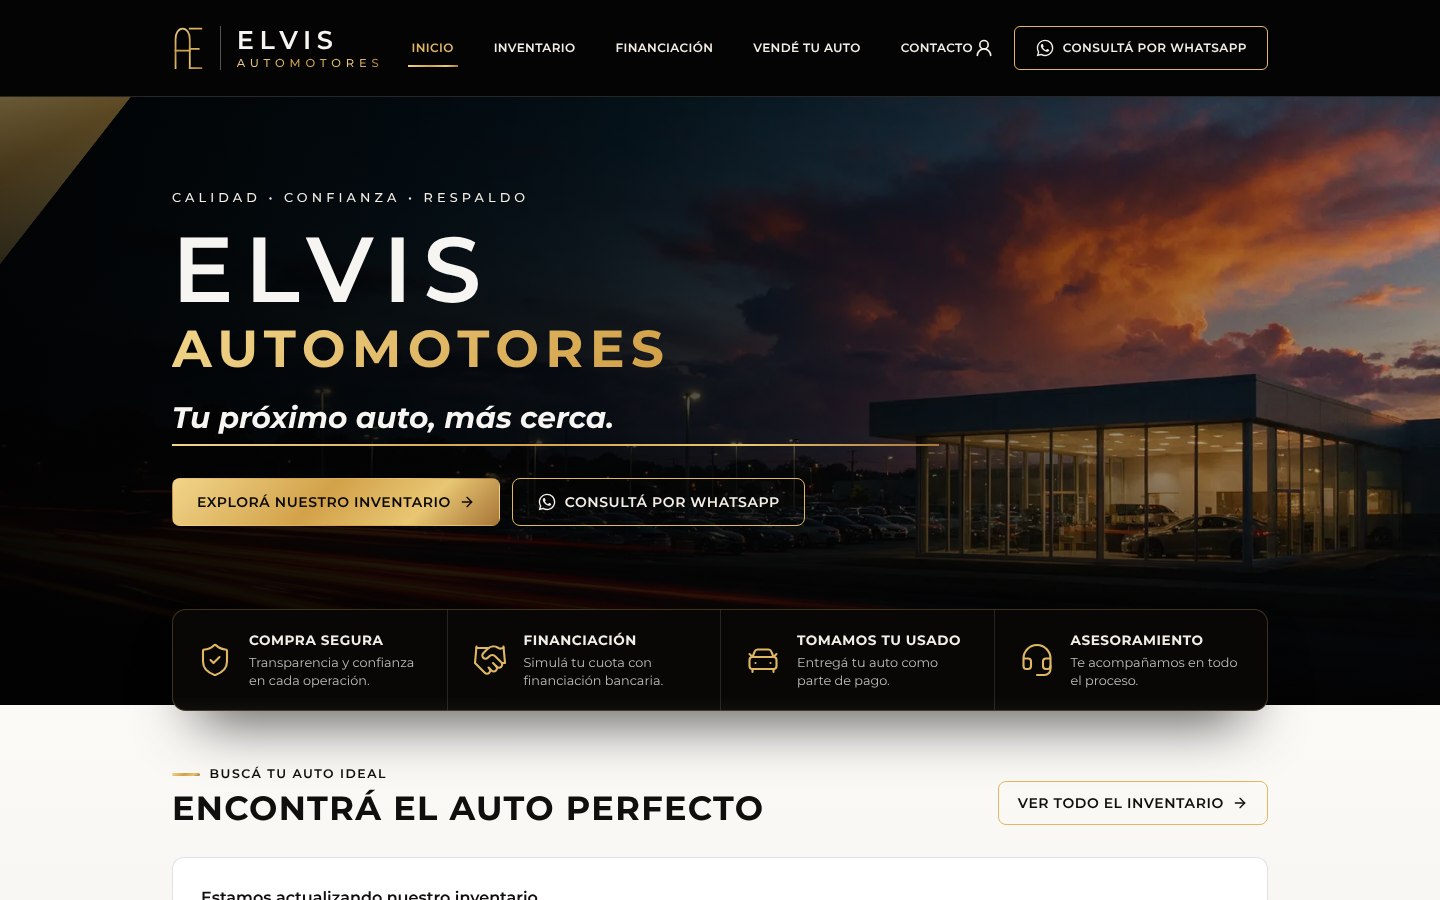 ELVIS
AUTOMOTORES
INICIO
INVENTARIO
FINANCIACIÓN
VENDÉ TU AUTO
CONTACTO
CONSULTÁ POR WHATSAPP
CALIDAD • CONFIANZA • RESPALDO
ELVIS
AUTOMOTORES
Tu próximo auto, más cerca.
EXPLORÁ NUESTRO INVENTARIO →
CONSULTÁ POR WHATSAPP
COMPRA SEGURA
Transparencia y confianza
en cada operación.
FINANCIACIÓN
Simulá tu cuota con
financiación bancaria.
TOMAMOS TU USADO
Entregá tu auto como
parte de pago.
ASESORAMIENTO
Te acompañamos en todo
el proceso.
BUSCÁ TU AUTO IDEAL
ENCONTRÁ EL AUTO PERFECTO
VER TODO EL INVENTARIO →
Estamos actualizando nuestro inventario